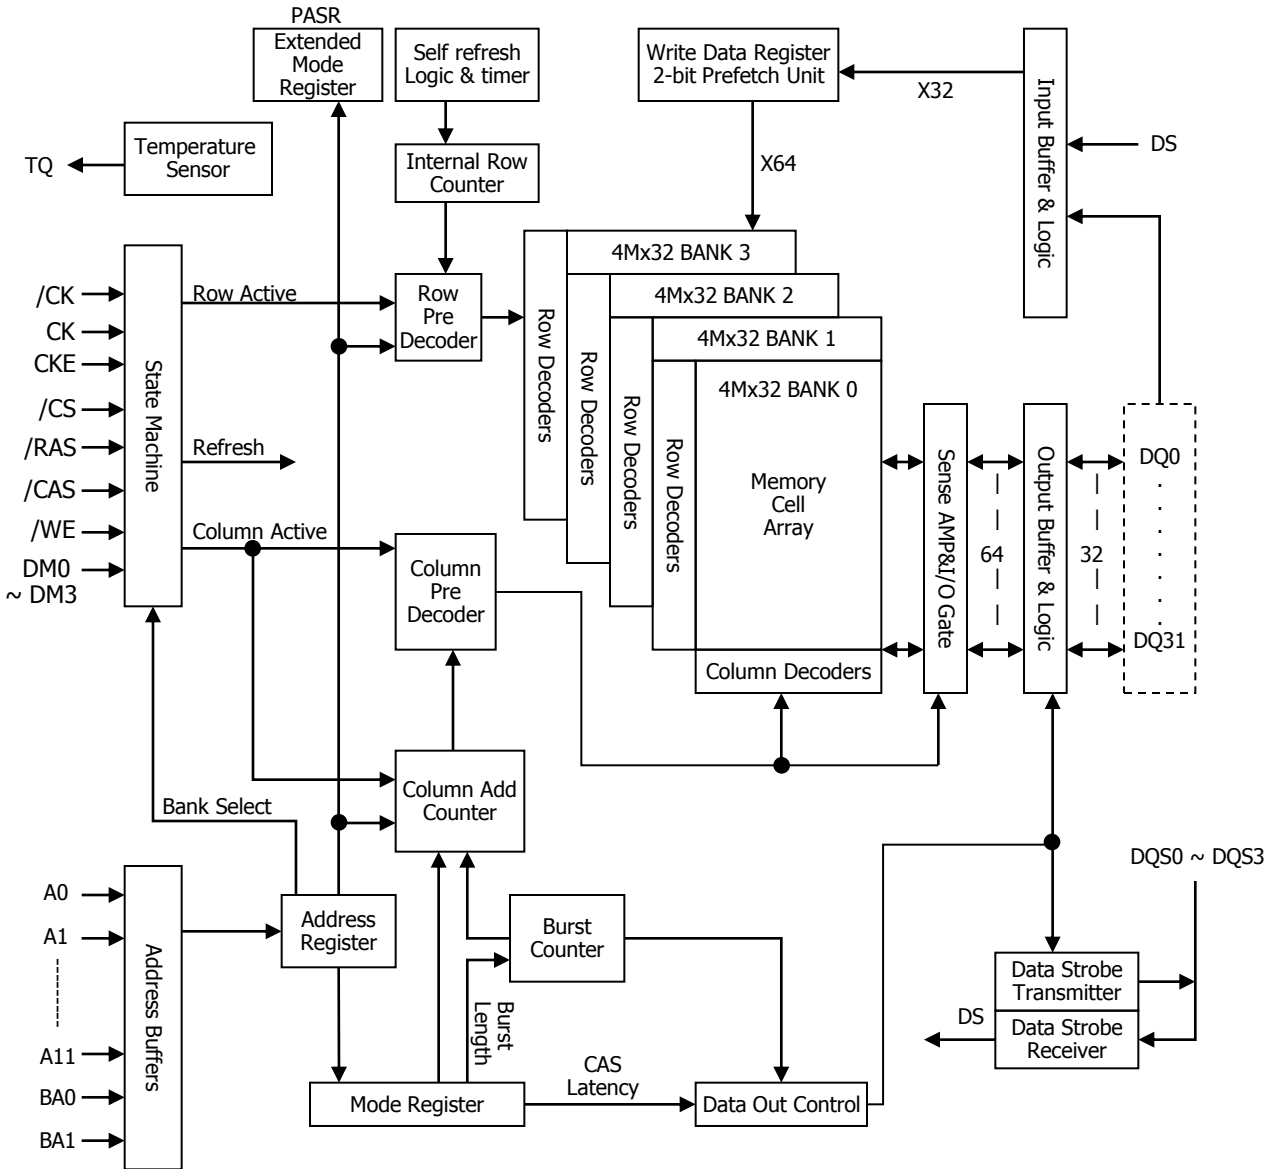 PASR
Extended
Mode
Register
Self refresh
Logic & timer
Write Data Register
2-bit Prefetch Unit
X32
Input Buffer & Logic
DS
TQ
Temperature
Sensor
Internal Row
Counter
X64
4Mx32 BANK 3
4Mx32 BANK 2
4Mx32 BANK 1
4Mx32 BANK 0
Row Decoders
Row Decoders
Row Decoders
Row Decoders
Memory
Cell
Array
Column Decoders
/CK
CK
CKE
/CS
/RAS
/CAS
/WE
DM0
~ DM3
State Machine
Row Active
Refresh
Column Active
Row
Pre
Decoder
Column
Pre
Decoder
Sense AMP&I/O Gate
64
Output Buffer & Logic
32
DQ0
DQ31
Bank Select
Column Add
Counter
A0
A1
A11
BA0
BA1
Address Buffers
Address
Register
Burst
Counter
Burst
Length
Mode Register
CAS
Latency
Data Out Control
DQS0 ~ DQS3
Data Strobe
Transmitter
Data Strobe
Receiver
DS